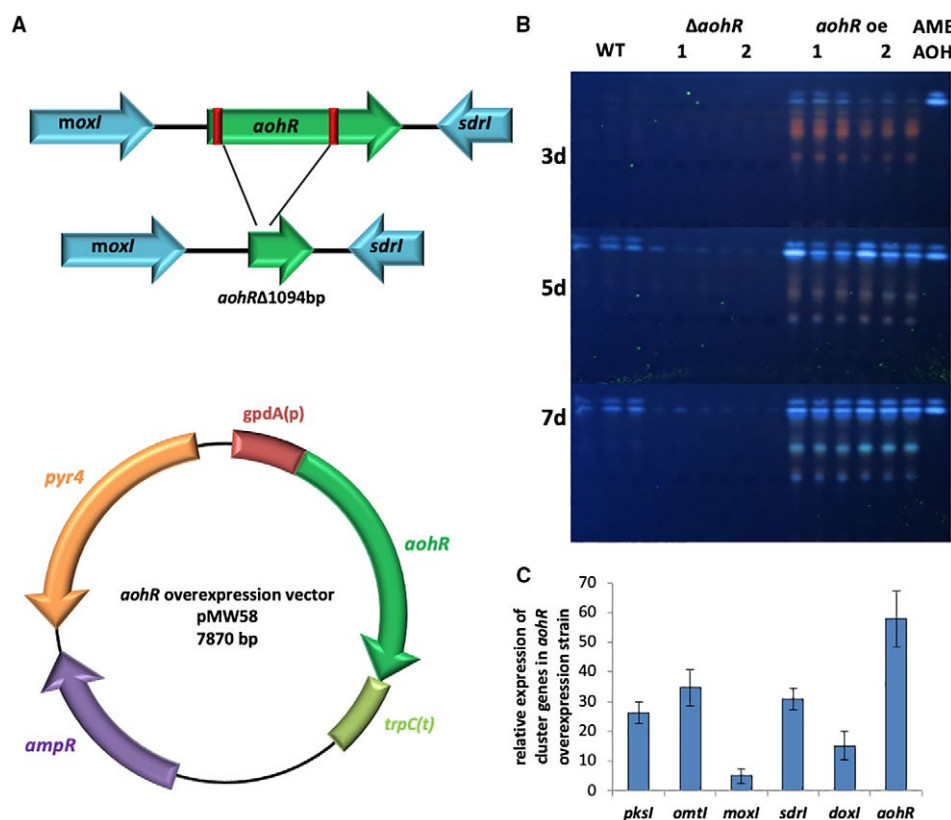 A
moxI
aohR
sdrI
moxI
sdrI
aohRΔ1094bp
gpdA(p)
pyr4
aohR
aohR overexpression vector
pMW58
7870 bp
trpC(t)
ampR
B
ΔaohR
aohR oe
AME
WT
1
2
1
2
AOH
3d
5d
7d
C
relative expression of
cluster genes in aohR
overexpression strain
70
60
50
40
30
20
10
0
pksI
omtI
moxI
sdrI
doxI
aohR